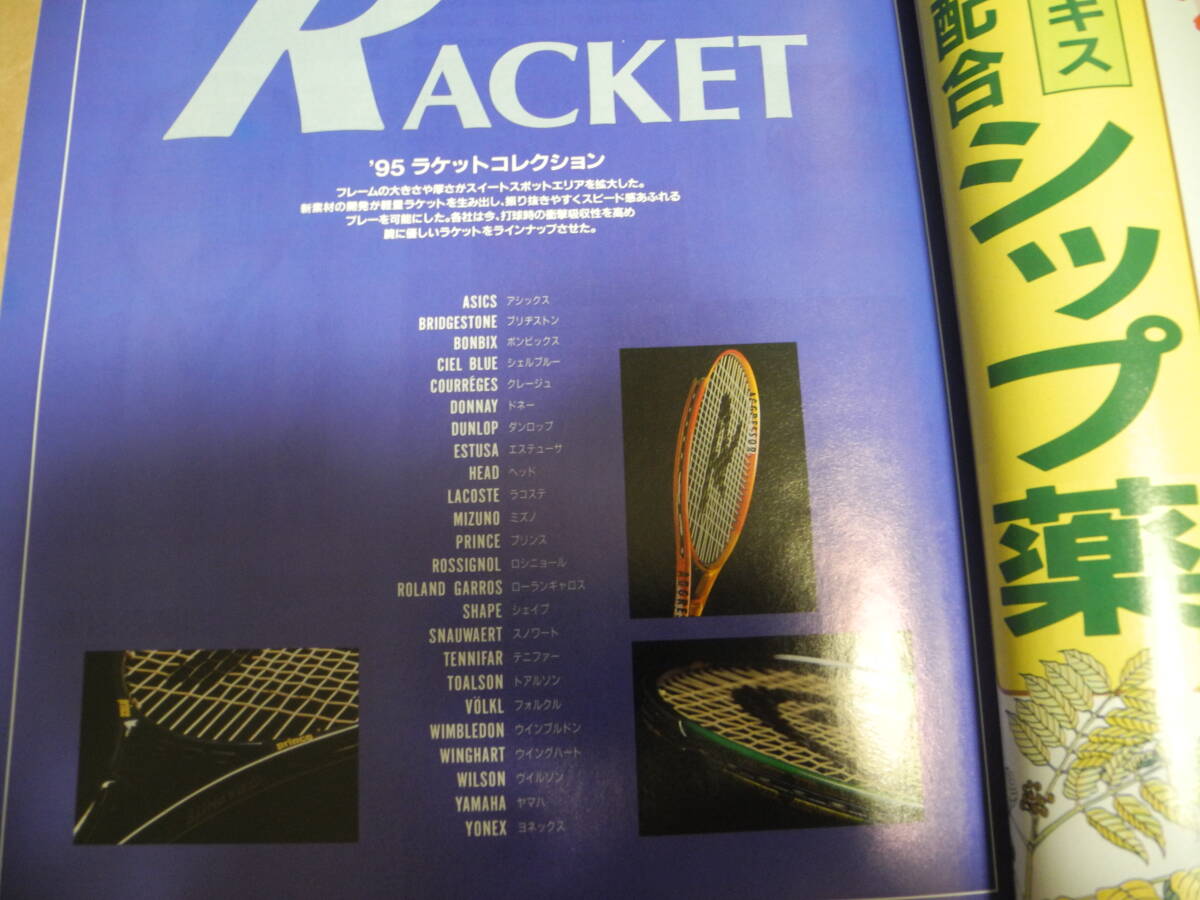 RACKET
'95 ラケットコレクション
フレームの大きさや厚さがスイートスポットエリアを拡大した。
新素材の開発が軽量ラケットを生み出し、振り抜きやすくスピード感あふれる
プレーを可能にした。各社は今、打球時の衝撃吸収性を高め
腕に優しいラケットをラインナップさせた。
ASICS アシックス
BRIDGESTONE ブリヂストン
BONBIX ボンビックス
CIEL BLUE シェルブルー
COURRÉGES クレージュ
DONNAY ドネー
DUNLOP ダンロップ
ESTUSA エステューサ
HEAD ヘッド
LACOSTE ラコステ
MIZUNO ミズノ
PRINCE プリンス
ROSSIGNOL ロシニョール
ROLAND GARROS ローランギャロス
SHAPE シェイプ
SNAUWAERT スノワート
TENNIFAR テニファー
TOALSON トアルソン
VÖLKL フォルクル
WIMBLEDON ウインブルドン
WINGHART ウイングハート
WILSON ウイルソン
YAMAHA ヤマハ
YONEX ヨネックス
AGGRESSOR
prince
キス
配合
シップ薬